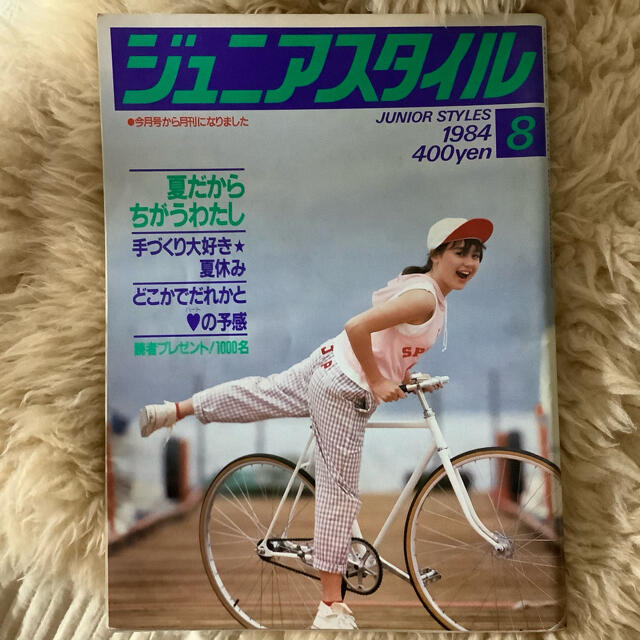 ジュニアスタイル
JUNIOR STYLES
●今月号から月刊になりました
1984
8
400yen
夏だから
ちがうわたし
手づくり大好き★
夏休み
どこかでだれかと
ハート
♥の予感
読者プレゼント/1000名